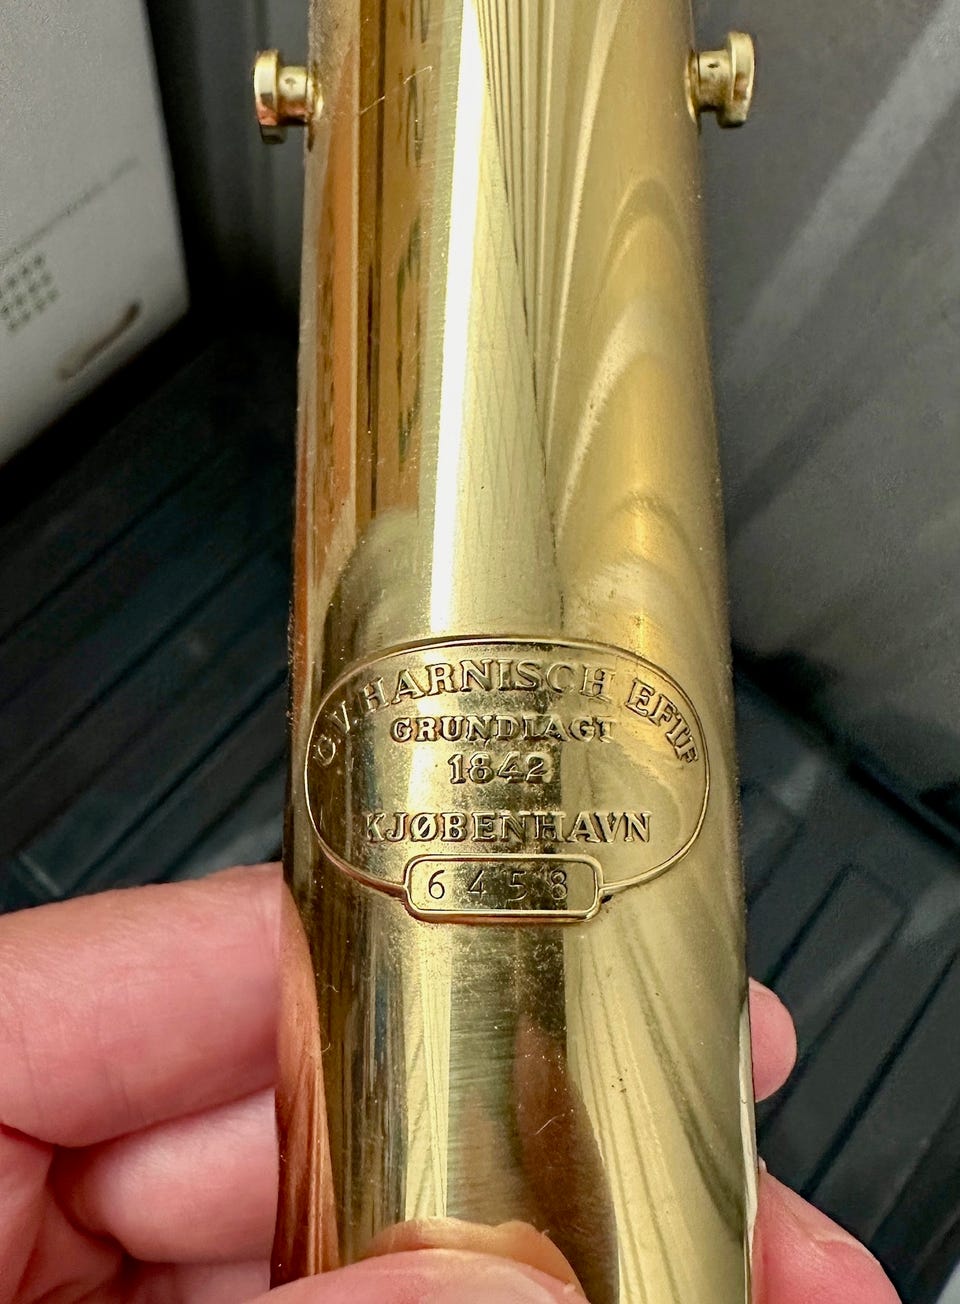 C.V. HARNISCH EFTF
GRUNDLAGT
1842
KJØBENHAVN
6458